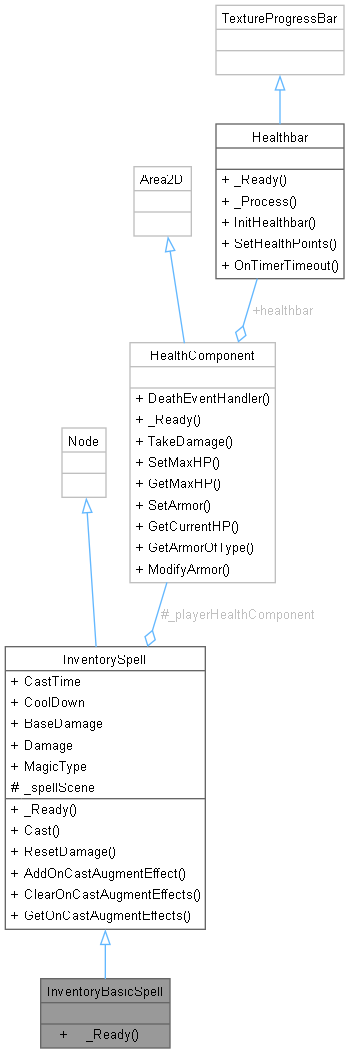 TextureProgressBar
Healthbar
+ _Ready()
+ _Process()
+ InitHealthbar()
+ SetHealthPoints()
+ OnTimerTimeout()
Area2D
+healthbar
HealthComponent
+ DeathEventHandler()
+ _Ready()
+ TakeDamage()
+ SetMaxHP()
+ GetMaxHP()
+ SetArmor()
+ GetCurrentHP()
+ GetArmorOfType()
+ ModifyArmor()
Node
#_playerHealthComponent
InventorySpell
+ CastTime
+ CoolDown
+ BaseDamage
+ Damage
+ MagicType
# _spellScene
+ _Ready()
+ Cast()
+ ResetDamage()
+ AddOnCastAugmentEffect()
+ ClearOnCastAugmentEffects()
+ GetOnCastAugmentEffects()
InventoryBasicSpell
+ _Ready()